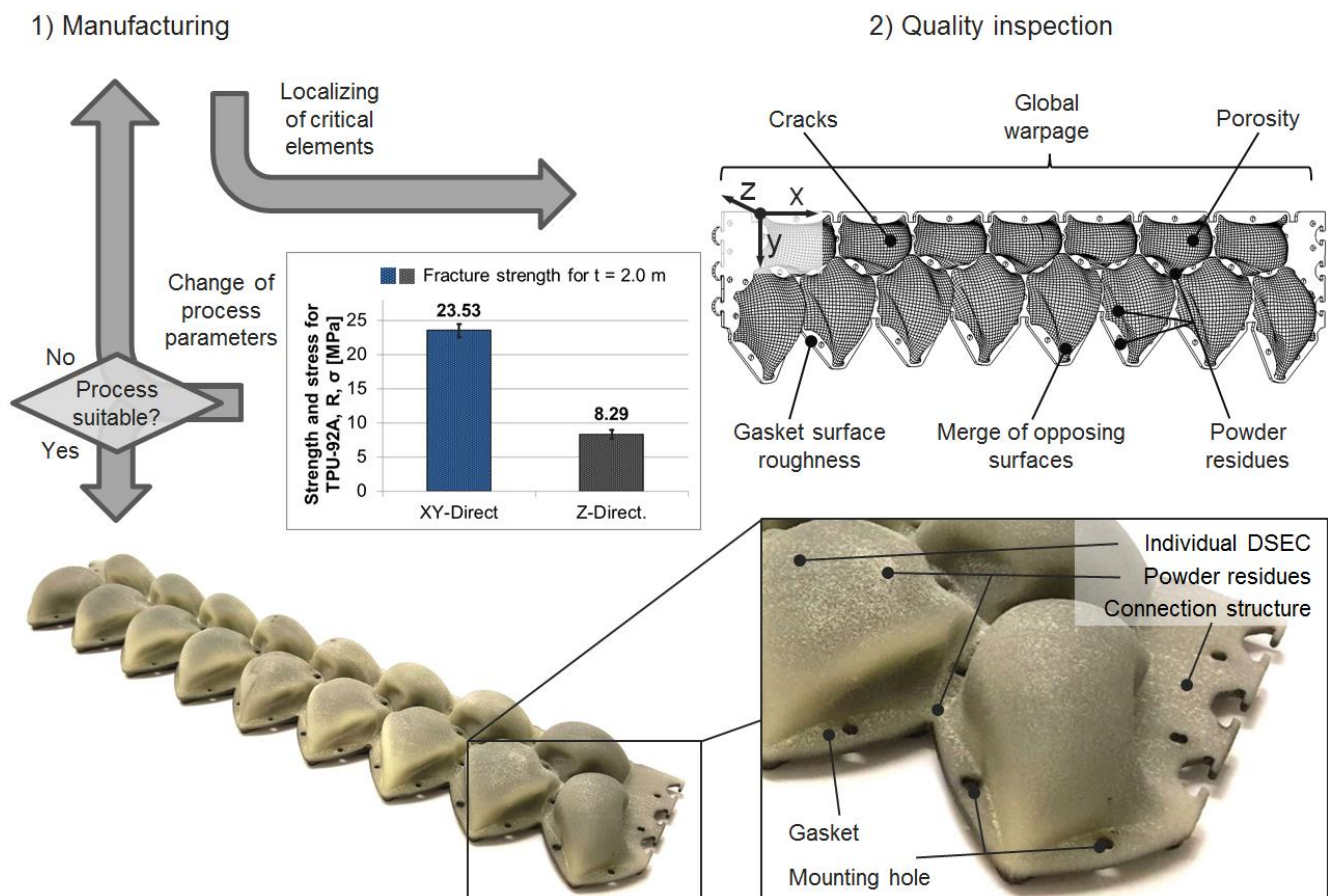 1) Manufacturing
2) Quality inspection
Localizing
of critical
elements
Change of
process
parameters
No
Process
suitable?
Yes
Fracture strength for t = 2.0 m
Strength and stress for
TPU-92A, R, σ [MPa]
25
20
15
10
5
0
23.53
8.29
XY-Direct
Z-Direct.
Global
warpage
Cracks
Porosity
z
x
y
Gasket surface
roughness
Merge of opposing
surfaces
Powder
residues
Individual DSEC
Powder residues
Connection structure
Gasket
Mounting hole